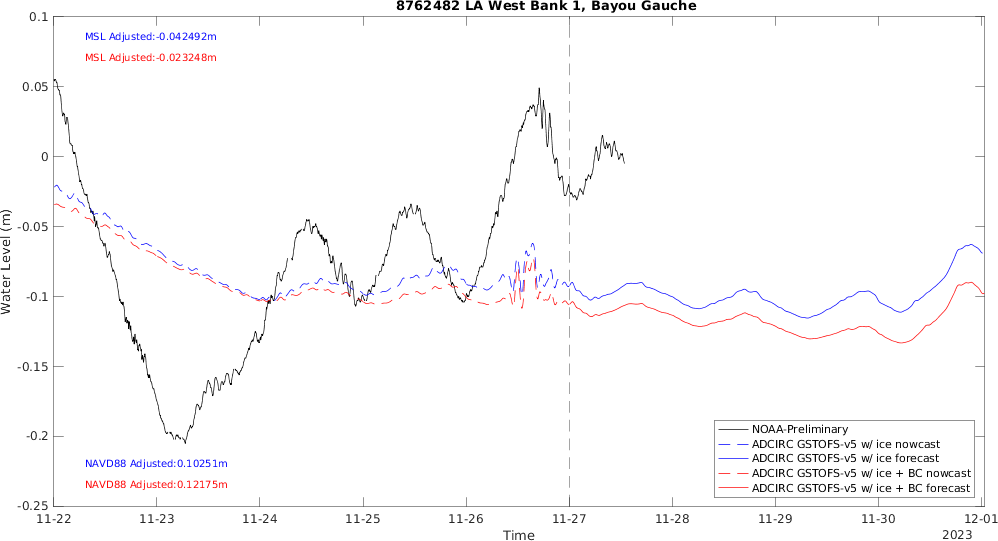 8762482 LA West Bank 1, Bayou Gauche
MSL Adjusted:-0.042492m
MSL Adjusted:-0.023248m
0.1
0.05
0
-0.05
-0.1
-0.15
-0.2
-0.25
Water Level (m)
NAVD88 Adjusted:0.10251m
NAVD88 Adjusted:0.12175m
NOAA-Preliminary
ADCIRC GSTOFS-v5 w/ ice nowcast
ADCIRC GSTOFS-v5 w/ ice forecast
ADCIRC GSTOFS-v5 w/ ice + BC nowcast
ADCIRC GSTOFS-v5 w/ ice + BC forecast
11-22 11-23 11-24 11-25 11-26 11-27 11-28 11-29 11-30 12-01
Time
2023